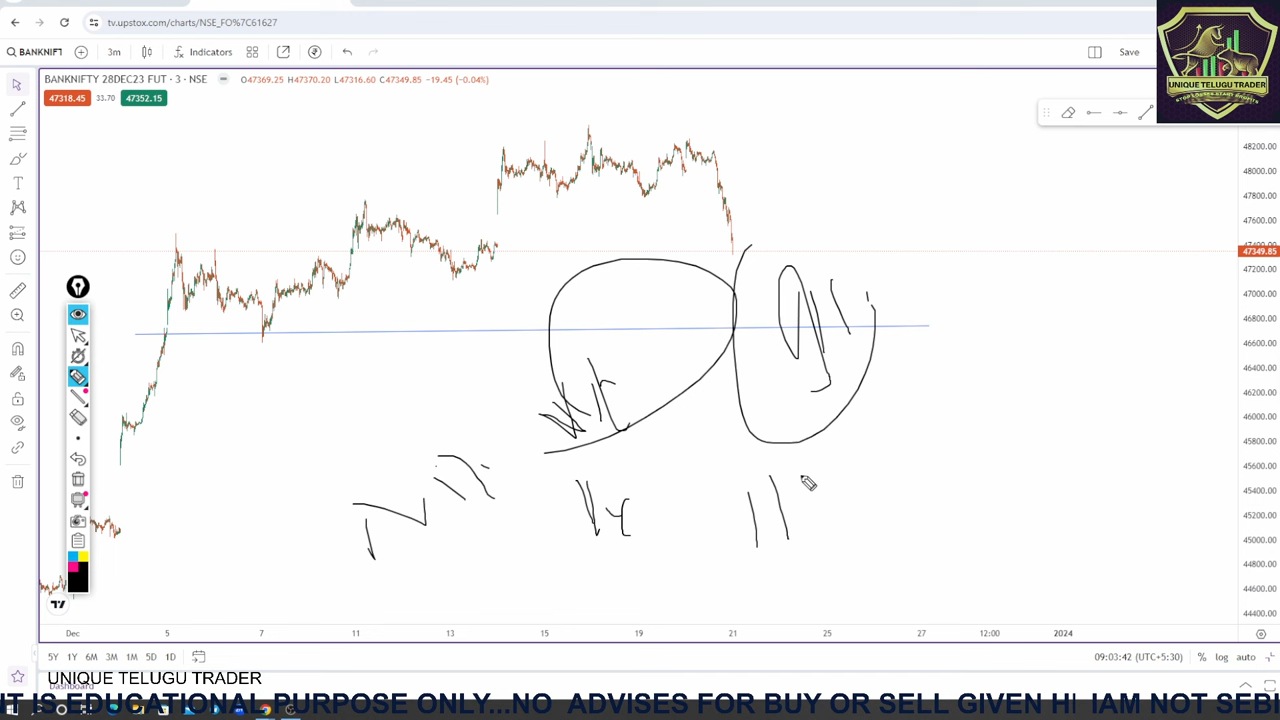 tv.upstox.com/charts/NSE_FO%7C61627
BANKNIFT 3m Indicators Save
BANKNIFTY 28DEC23 FUT · 3 · NSE O47369.25 H47370.20 L47316.60 C47349.85 -19.45 (-0.04%)
47318.45 33.70 47352.15
UNIQUE TELUGU TRADER
48200.00
48000.00
47800.00
47600.00
47400.00
47349.85
47200.00
47000.00
46800.00
46600.00
46400.00
46200.00
46000.00
45800.00
45600.00
45400.00
45200.00
45000.00
44800.00
44600.00
44400.00
Dec 5 7 11 13 15 19 21 25 27 12:00 2024
5Y 1Y 6M 3M 1M 5D 1D 09:03:42 (UTC+5:30) % log auto
UNIQUE TELUGU TRADER
Dashboard
IT IS EDUCATIONAL PURPOSE ONLY...NO ADVISES FOR BUY OR SELL GIVEN IAM NOT SEB